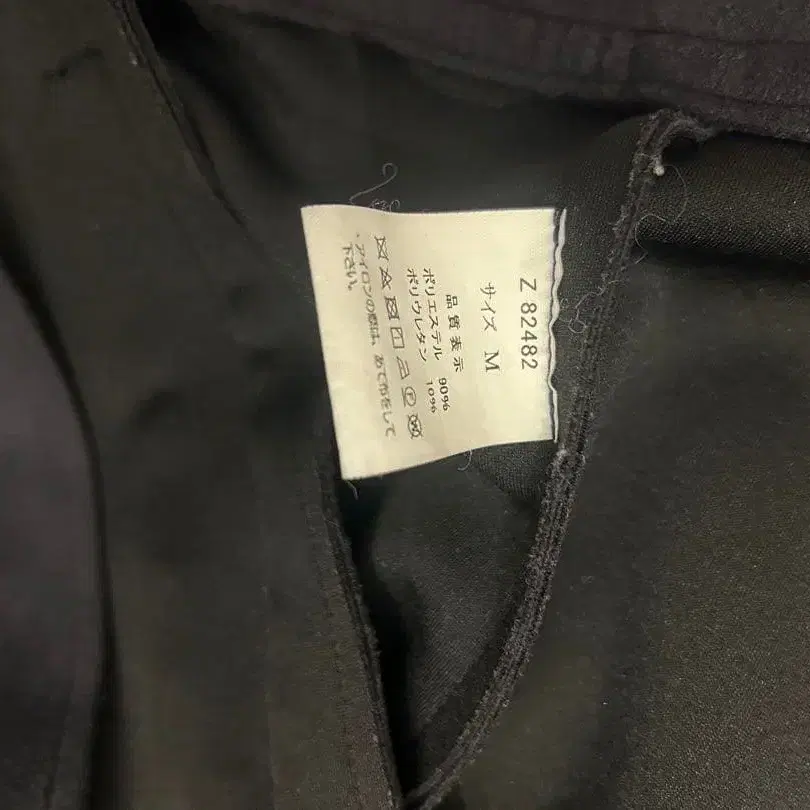 Z 82482
サイズ M
品質表示
ポリエステル 90%
ポリウレタン 10%
・アイロンの際は、あて布をして
下さい。